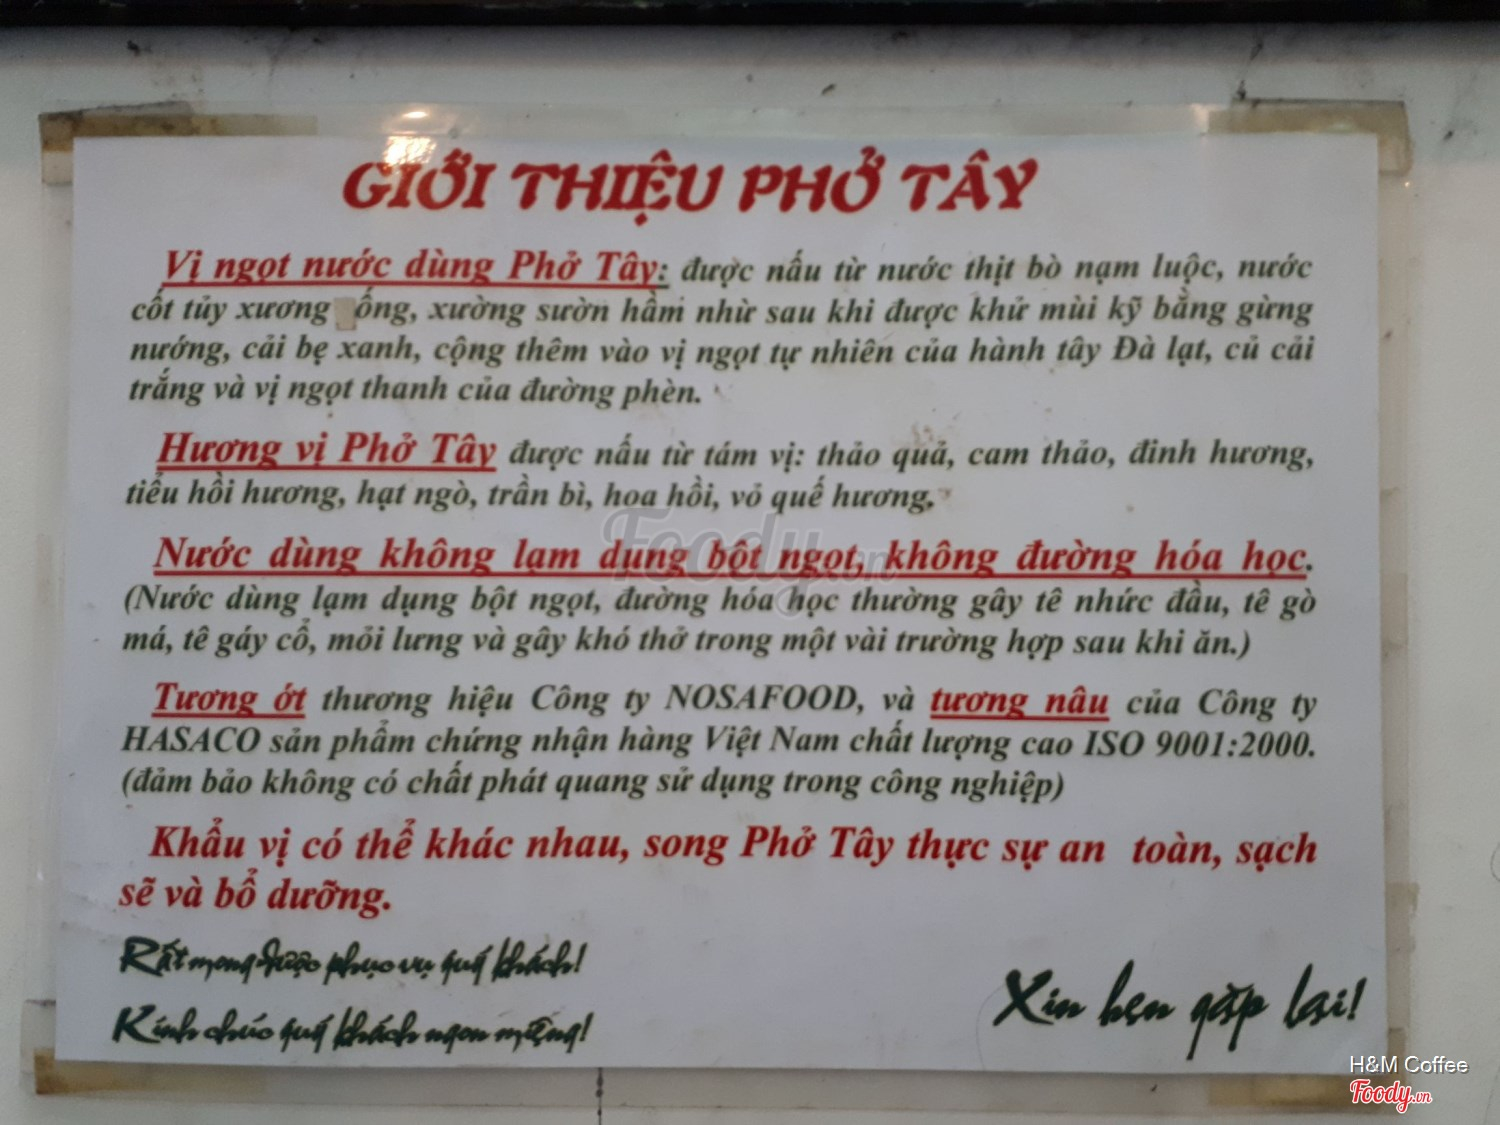 GIỚI THIỆU PHỞ TÂY
Vị ngọt nước dùng Phở Tây: được nấu từ nước thịt bò nạm luộc, nước
cốt tủy xương ống, xường sườn hầm nhừ sau khi được khử mùi kỹ bằng gừng
nướng, cải bẹ xanh, cộng thêm vào vị ngọt tự nhiên của hành tây Đà lạt, củ cải
trắng và vị ngọt thanh của đường phèn.
Hương vị Phở Tây được nấu từ tám vị: thảo quả, cam thảo, đinh hương,
tiểu hồi hương, hạt ngò, trần bì, hoa hồi, vỏ quế hương.
Nước dùng không lạm dụng bột ngọt, không đường hóa học.
(Nước dùng lạm dụng bột ngọt, đường hóa học thường gây tê nhức đầu, tê gò
má, tê gáy cổ, mỏi lưng và gây khó thở trong một vài trường hợp sau khi ăn.)
Tương ớt thương hiệu Công ty NOSAFOOD, và tương nâu của Công ty
HASACO sản phẩm chứng nhận hàng Việt Nam chất lượng cao ISO 9001:2000.
(đảm bảo không có chất phát quang sử dụng trong công nghiệp)
Khẩu vị có thể khác nhau, song Phở Tây thực sự an toàn, sạch
sẽ và bổ dưỡng.
Rất mong được phục vụ quý khách!
Kính chúc quý khách ngon miệng!
Xin hẹn gặp lại!
Foody.vn
H&M Coffee
Foody.vn